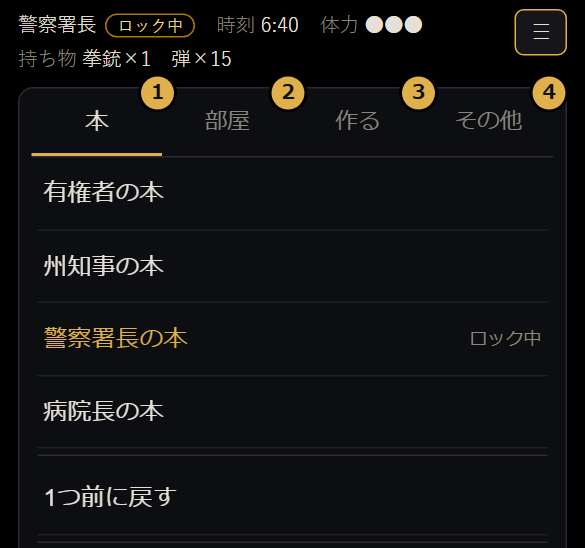 警察署長 ロック中 時刻 6:40 体力 ●●●
持ち物 拳銃×1 弾×15
1 2 3 4
本 部屋 作る その他
有権者の本
州知事の本
警察署長の本 ロック中
病院長の本
1つ前に戻す